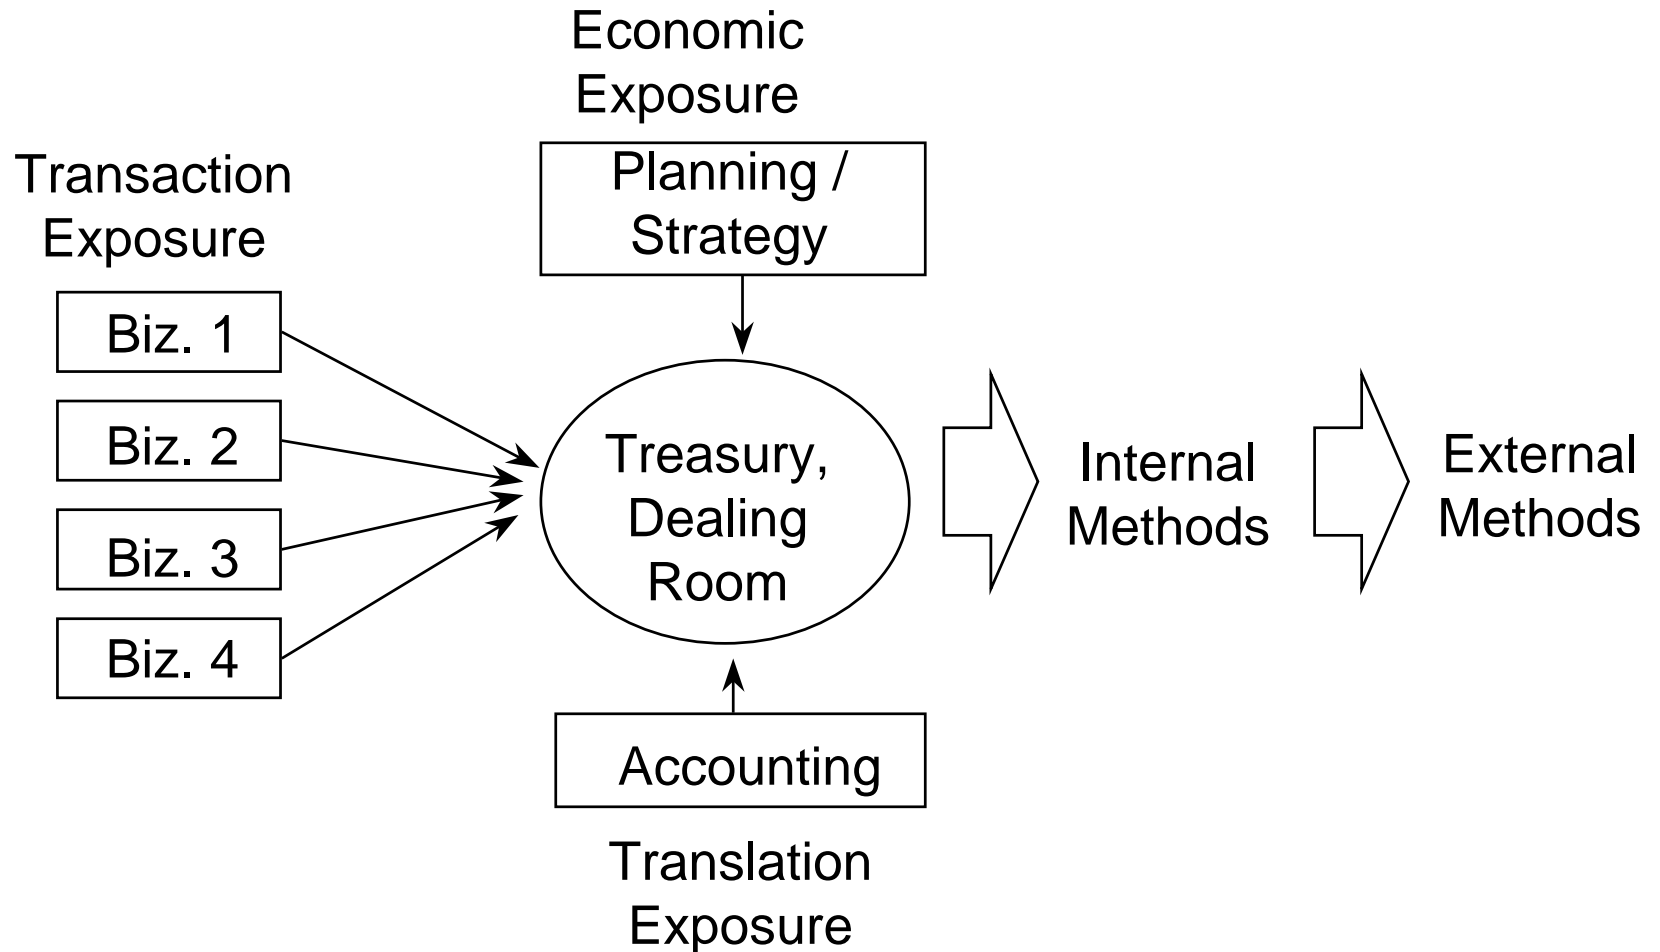 Economic
Exposure
Planning /
Strategy
Transaction
Exposure
Biz. 1
Biz. 2
Biz. 3
Biz. 4
Treasury,
Dealing
Room
Internal
Methods
External
Methods
Accounting
Translation
Exposure